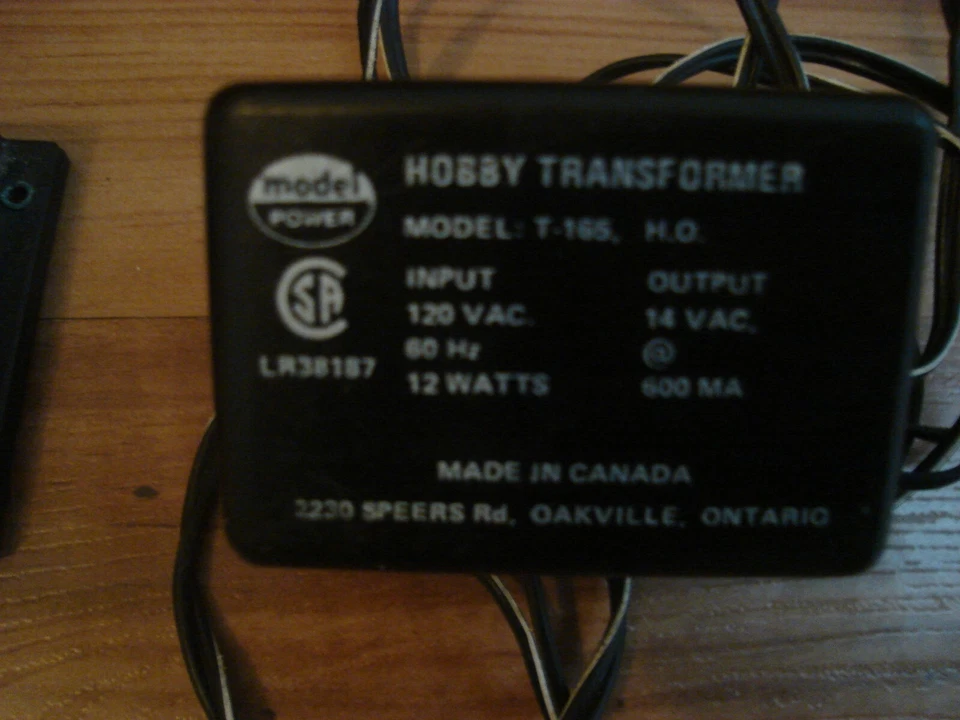 model
POWER
HOBBY TRANSFORMER
MODEL: T-165, H.O.
CSA
LR38187
INPUT
120 VAC.
60 Hz
12 WATTS
OUTPUT
14 VAC.
@
600 MA
MADE IN CANADA
2230 SPEERS Rd, OAKVILLE, ONTARIO